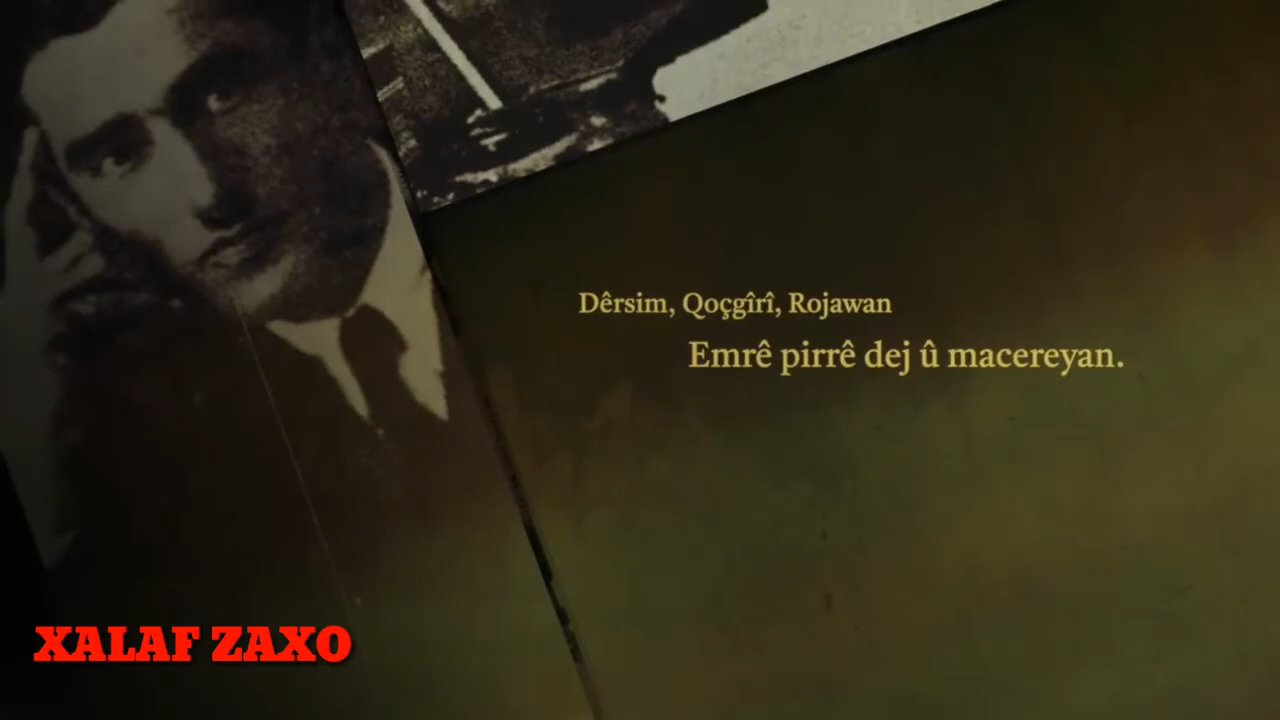 Dêrsim, Qoçgîrî, Rojawan
Emrê pirrê dej û macereyan.
XALAF ZAXO